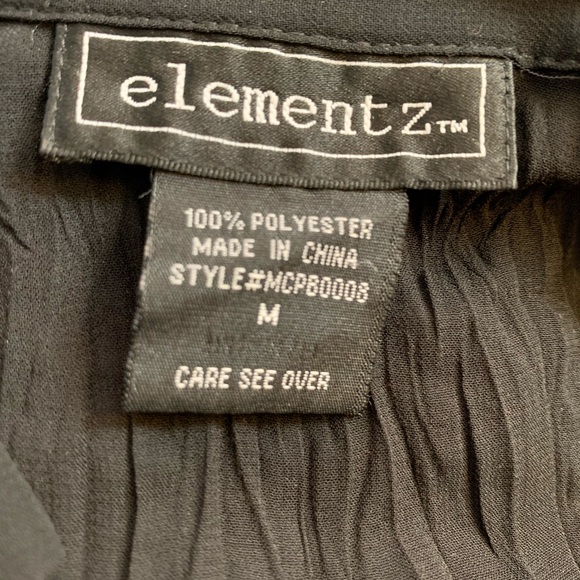 elementz™
100% POLYESTER
MADE IN CHINA
STYLE#MCPB0008
M
CARE SEE OVER